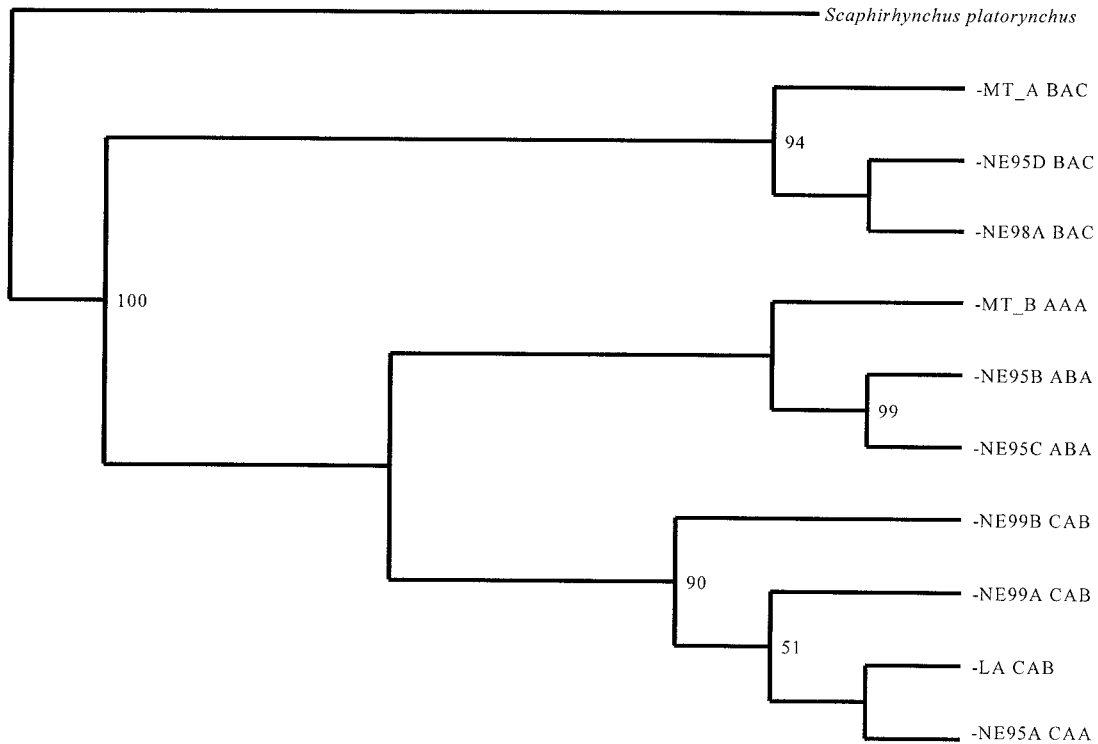 Scaphirhynchus platorynchus
-MT_A BAC
94
-NE95D BAC
-NE98A BAC
100
-MT_B AAA
-NE95B ABA
99
-NE95C ABA
-NE99B CAB
90
-NE99A CAB
51
-LA CAB
-NE95A CAA